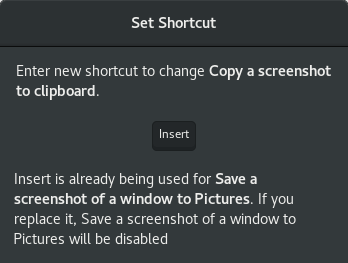 Set Shortcut
Enter new shortcut to change Copy a screenshot
to clipboard.
Insert
Insert is already being used for Save a
screenshot of a window to Pictures. If you
replace it, Save a screenshot of a window to
Pictures will be disabled